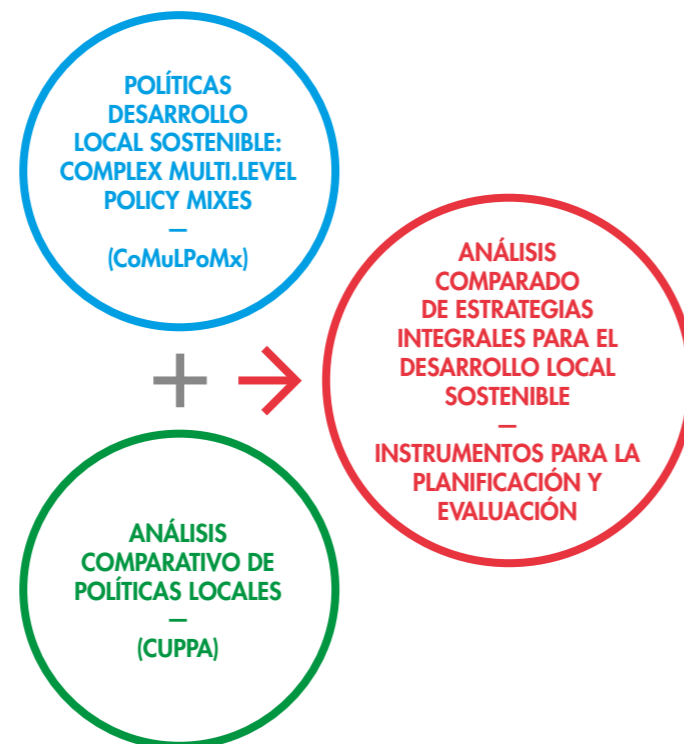 POLÍTICAS
DESARROLLO
LOCAL SOSTENIBLE:
COMPLEX MULTI.LEVEL
POLICY MIXES
—
(CoMuLPoMx)
+
ANÁLISIS
COMPARATIVO DE
POLÍTICAS LOCALES
—
(CUPPA)
→
ANÁLISIS
COMPARADO
DE ESTRATEGIAS
INTEGRALES PARA EL
DESARROLLO LOCAL
SOSTENIBLE
—
INSTRUMENTOS PARA LA
PLANIFICACIÓN Y
EVALUACIÓN